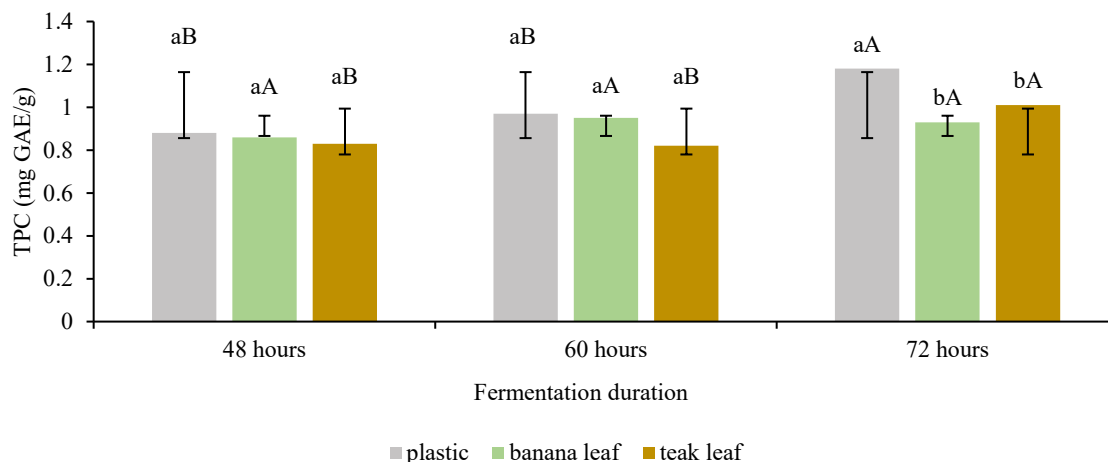 1.4
1.2
1
0.8
0.6
0.4
0.2
0
TPC (mg GAE/g)
aB
aA
aB
aB
aA
aB
aA
bA
bA
48 hours
60 hours
72 hours
Fermentation duration
plastic
banana leaf
teak leaf